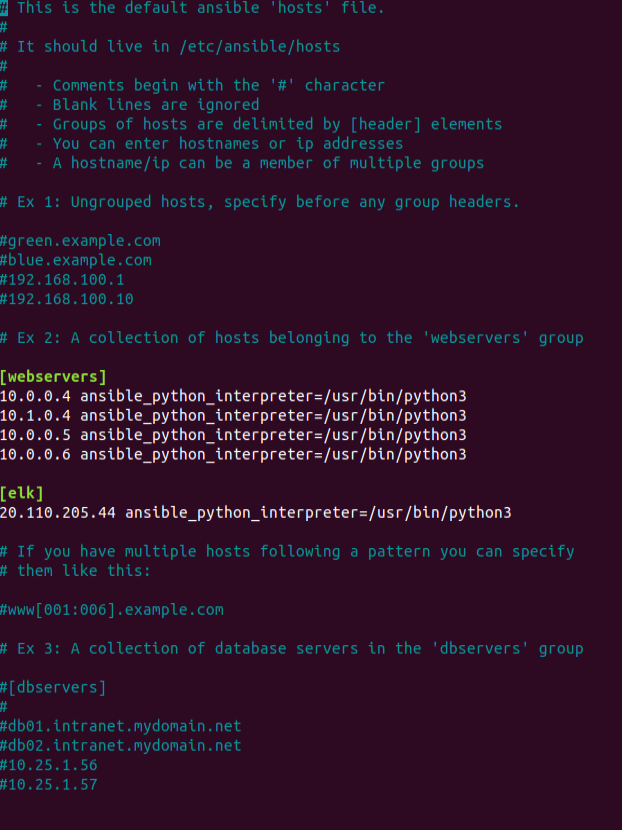 # This is the default ansible 'hosts' file.
#
# It should live in /etc/ansible/hosts
#
#   - Comments begin with the '#' character
#   - Blank lines are ignored
#   - Groups of hosts are delimited by [header] elements
#   - You can enter hostnames or ip addresses
#   - A hostname/ip can be a member of multiple groups
# Ex 1: Ungrouped hosts, specify before any group headers.
#green.example.com
#blue.example.com
#192.168.100.1
#192.168.100.10
# Ex 2: A collection of hosts belonging to the 'webservers' group
[webservers]
10.0.0.4 ansible_python_interpreter=/usr/bin/python3
10.1.0.4 ansible_python_interpreter=/usr/bin/python3
10.0.0.5 ansible_python_interpreter=/usr/bin/python3
10.0.0.6 ansible_python_interpreter=/usr/bin/python3
[elk]
20.110.205.44 ansible_python_interpreter=/usr/bin/python3
# If you have multiple hosts following a pattern you can specify
# them like this:
#www[001:006].example.com
# Ex 3: A collection of database servers in the 'dbservers' group
#[dbservers]
#
#db01.intranet.mydomain.net
#db02.intranet.mydomain.net
#10.25.1.56
#10.25.1.57